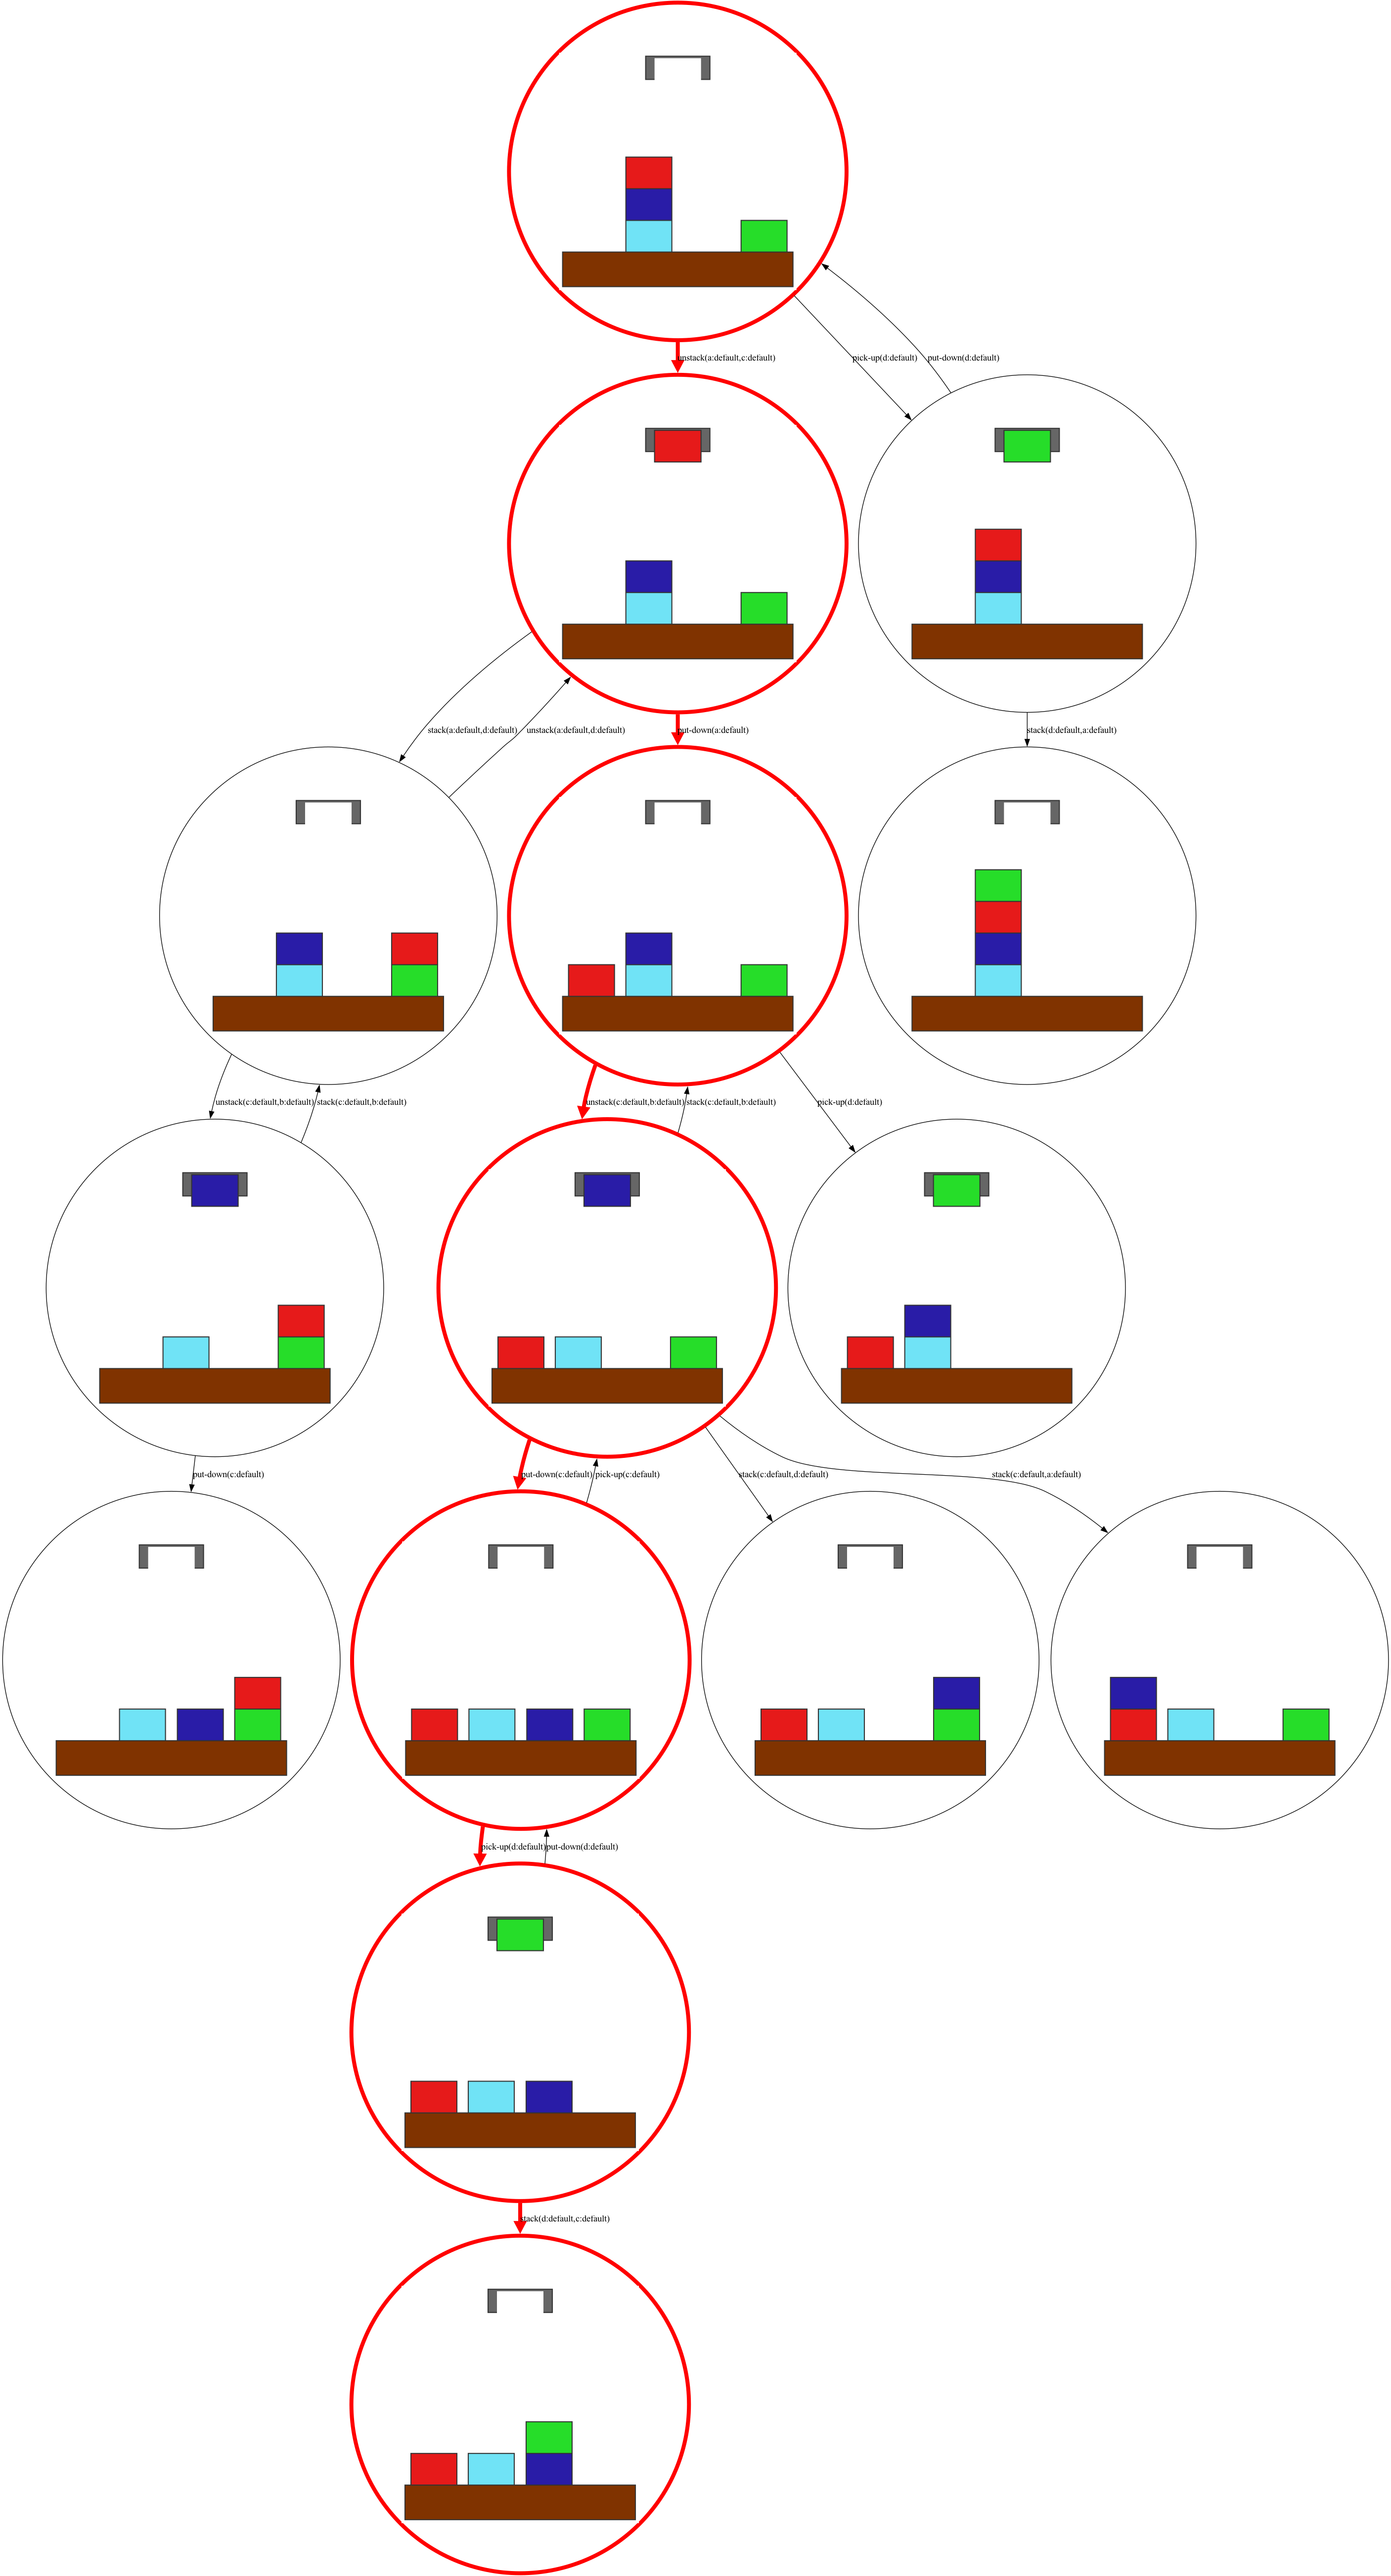 unstack(a:default,c:default)
pick-up(d:default)
put-down(d:default)
stack(a:default,d:default)
unstack(a:default,d:default)
put-down(a:default)
stack(d:default,a:default)
unstack(c:default,b:default)
stack(c:default,b:default)
unstack(c:default,b:default)
stack(c:default,b:default)
pick-up(d:default)
put-down(c:default)
put-down(c:default)
pick-up(c:default)
stack(c:default,d:default)
stack(c:default,a:default)
pick-up(d:default)
put-down(d:default)
stack(d:default,c:default)